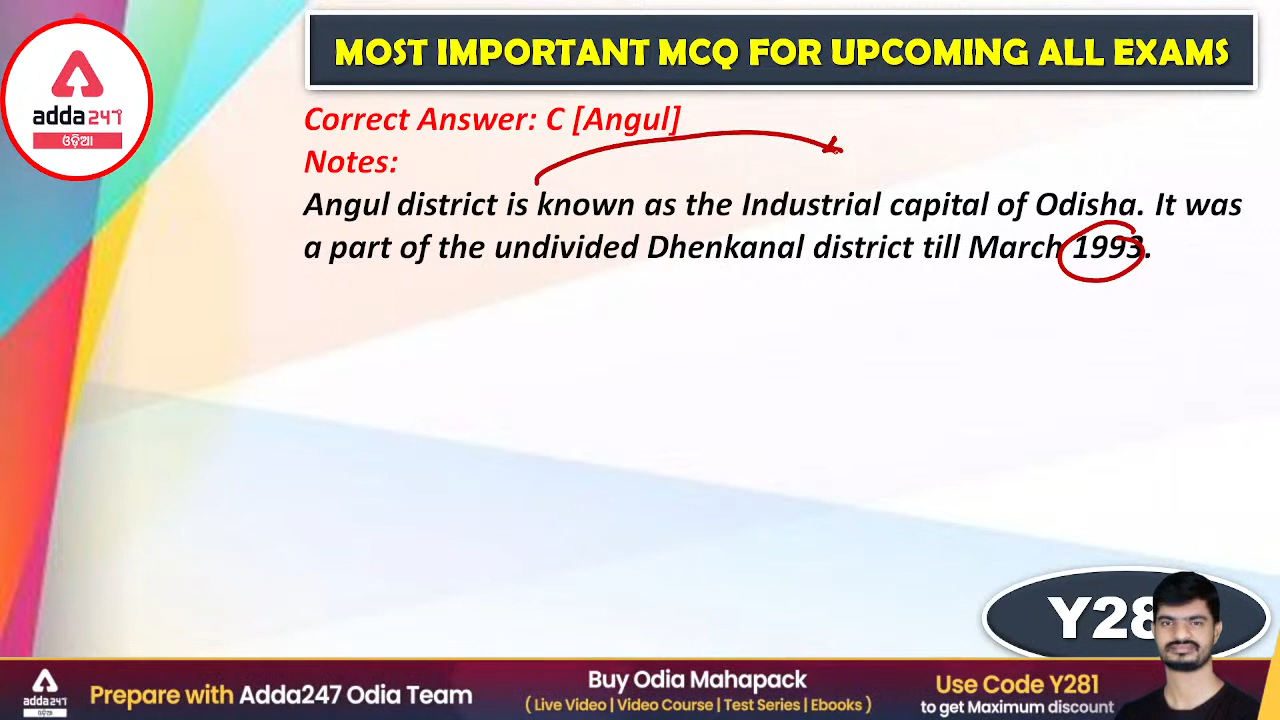 MOST IMPORTANT MCQ FOR UPCOMING ALL EXAMS
adda247
ଓଡ଼ିଆ
Correct Answer: C [Angul]
Notes:
Angul district is known as the Industrial capital of Odisha. It was
a part of the undivided Dhenkanal district till March 1993.
Y28
adda247
ଓଡ଼ିଆ
Prepare with Adda247 Odia Team
Buy Odia Mahapack
( Live Video | Video Course | Test Series | Ebooks )
Use Code Y281
to get Maximum discount